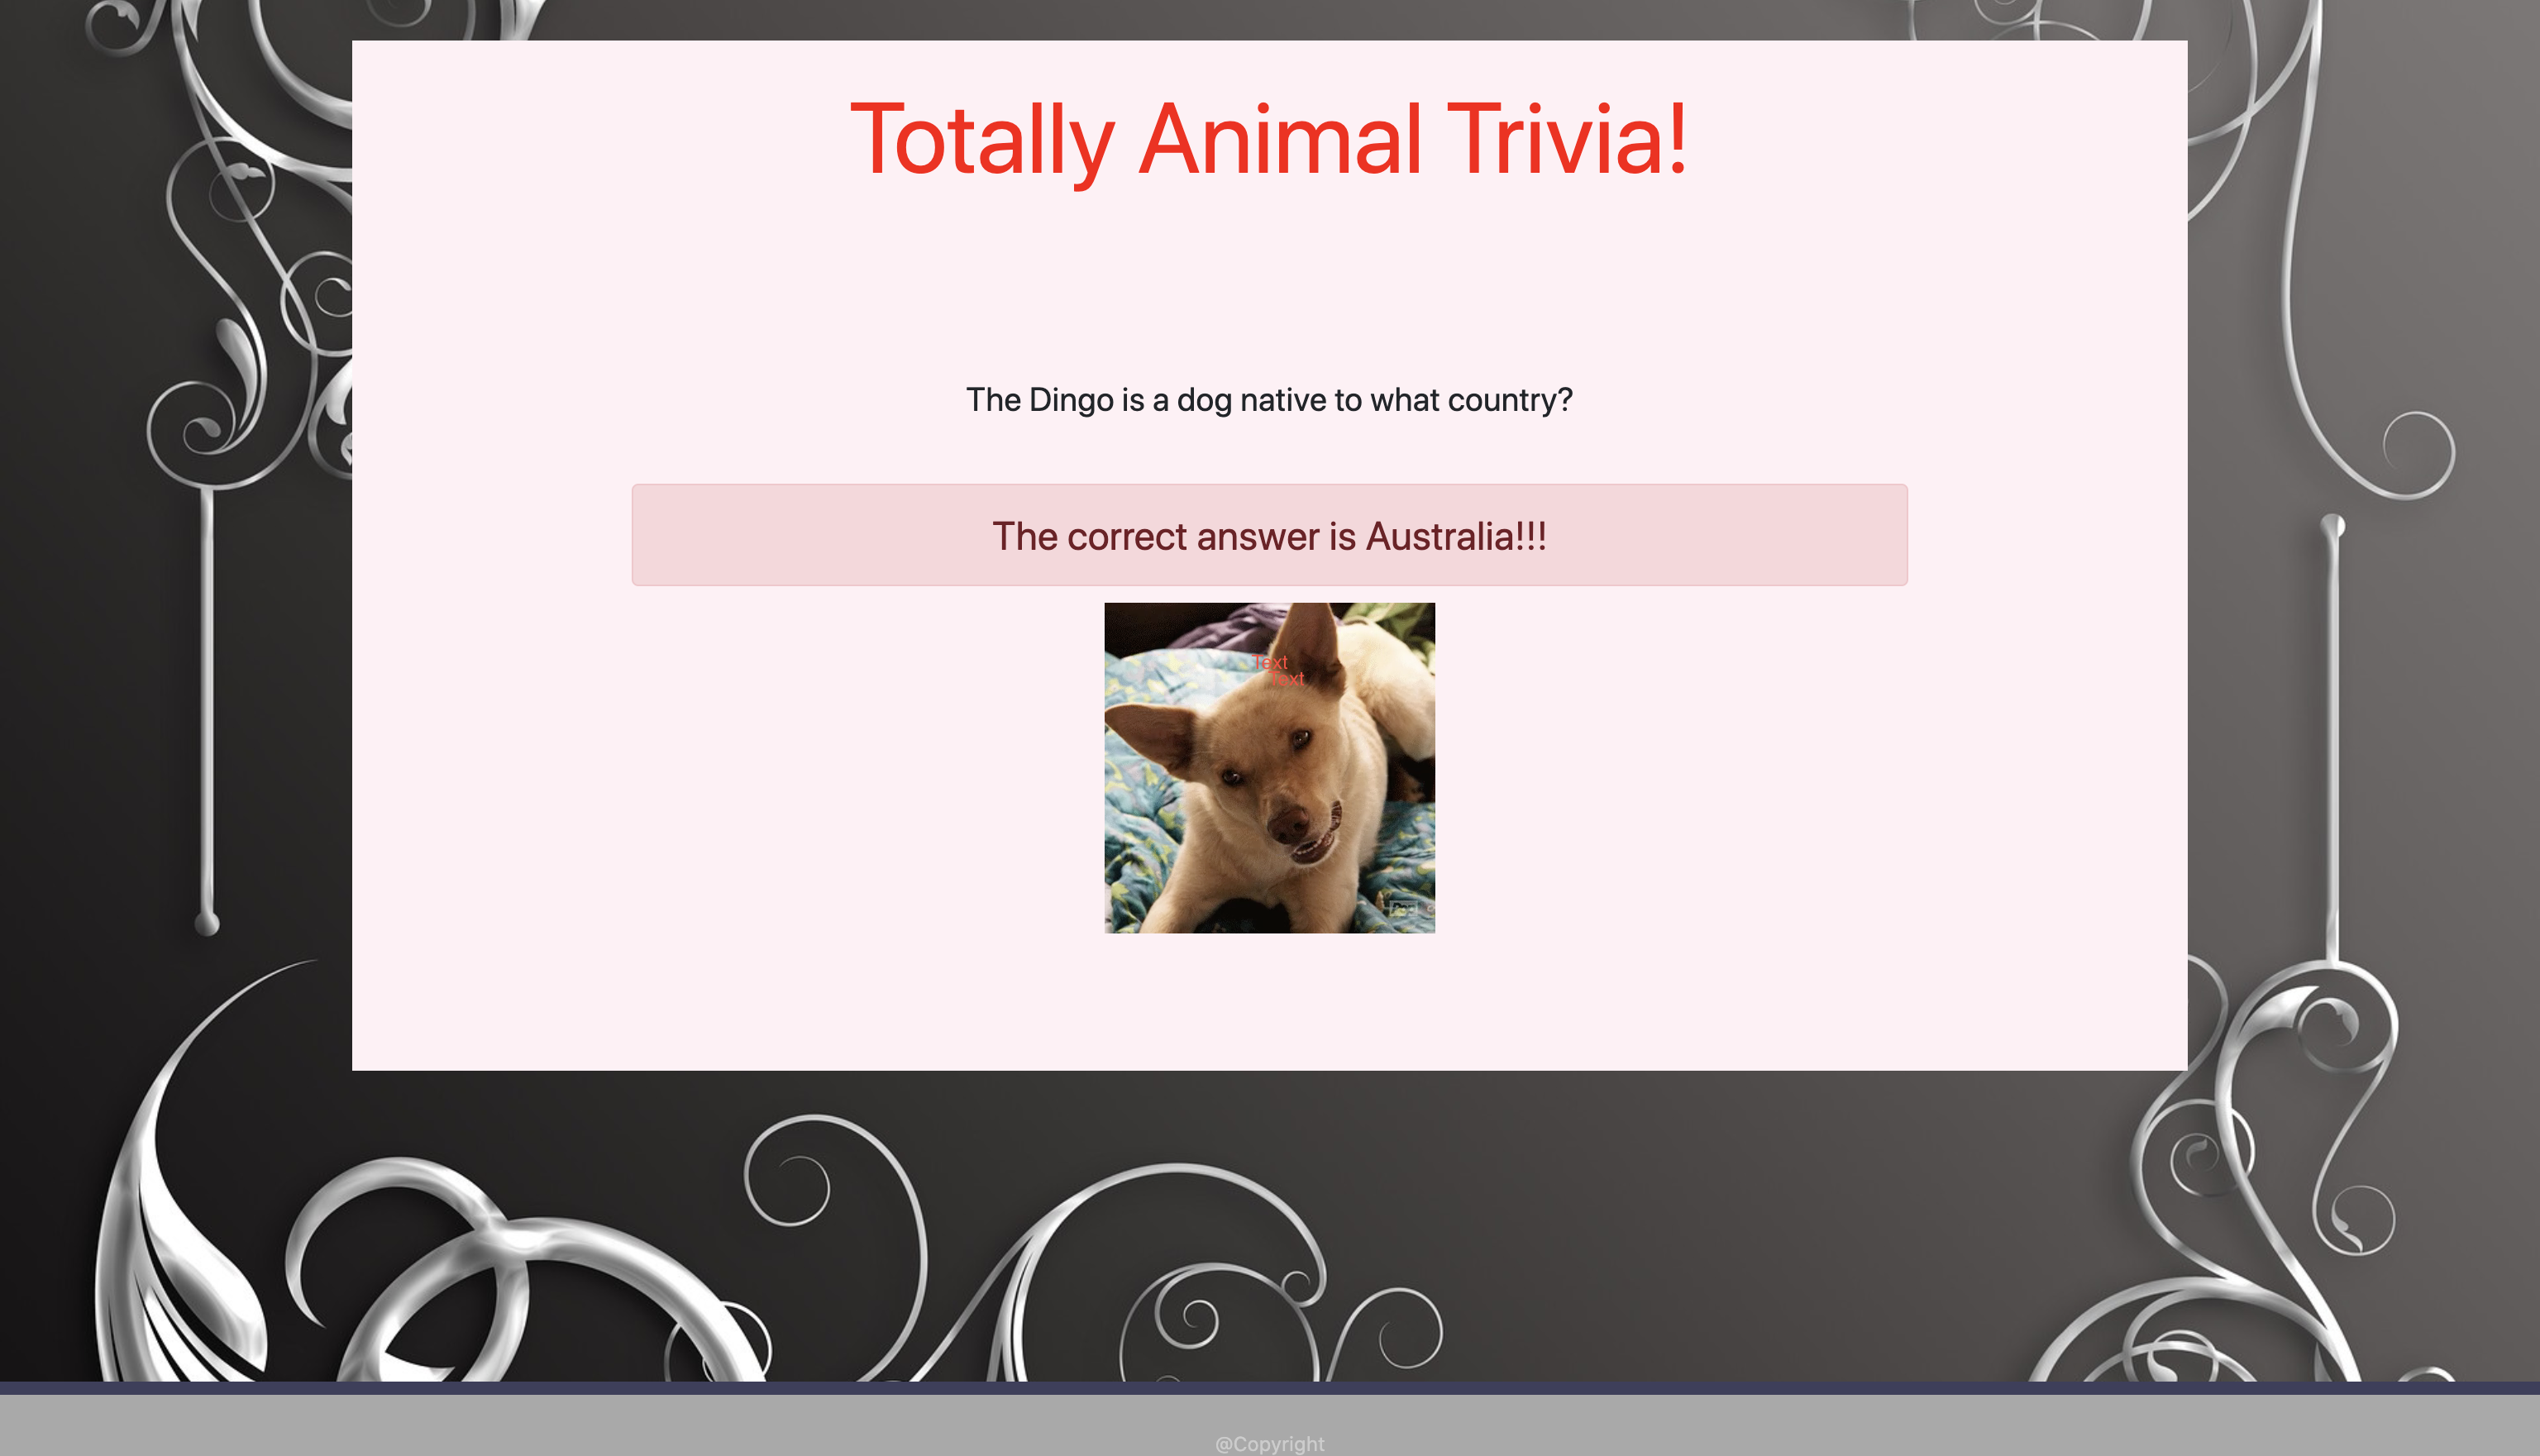 Totally Animal Trivia!
The Dingo is a dog native to what country?
The correct answer is Australia!!!
Text
Text
@Copyright